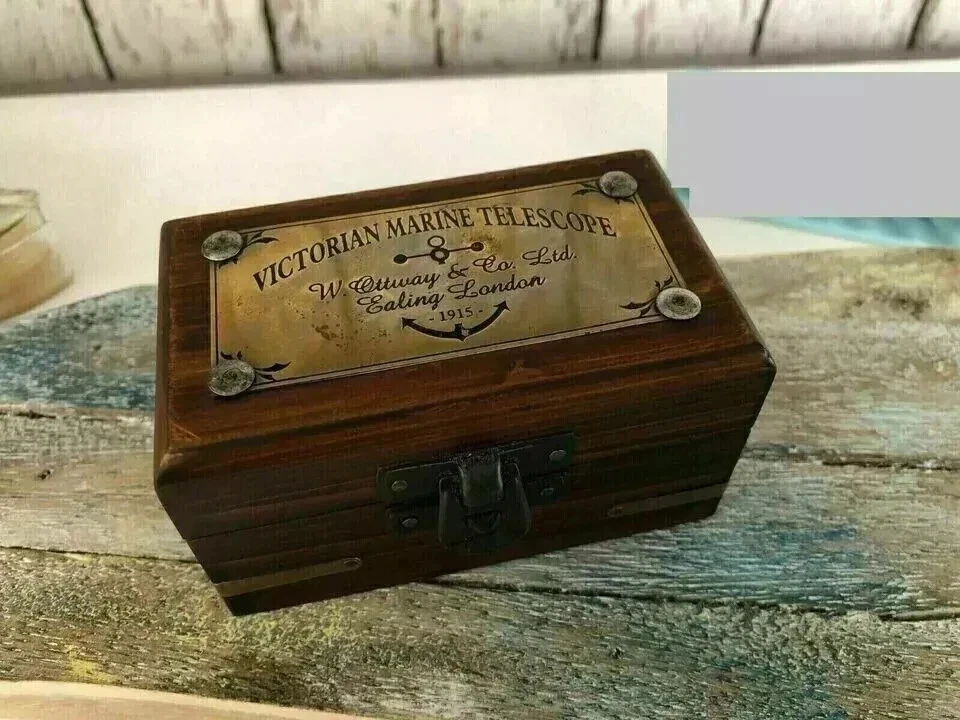 VICTORIAN MARINE TELESCOPE
W. Ottway & Co. Ltd.
Ealing London
- 1915 -